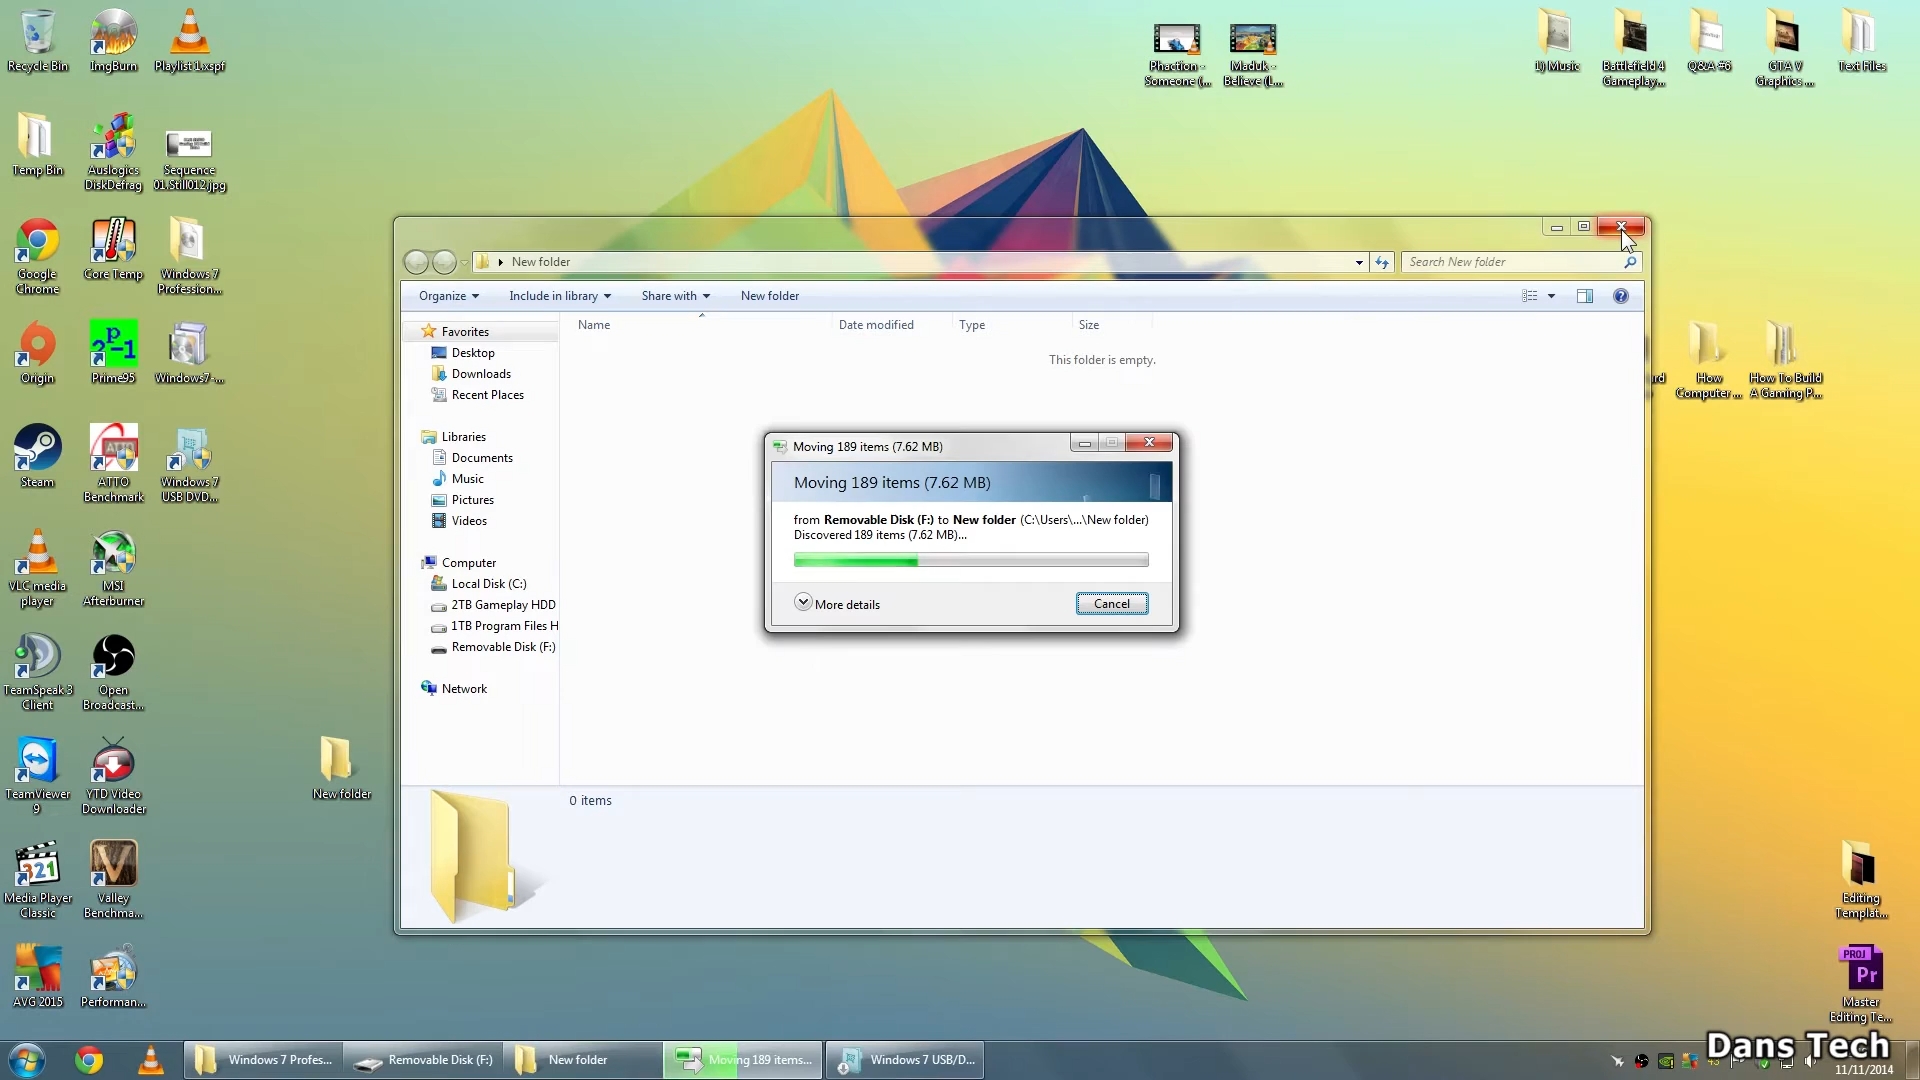 Recycle Bin
ImgBurn
Playlist1.xspf
Phaction -
Someone (...
Maduk -
Believe (L...
1) Music
Battlefield 4
Gameplay...
Q&A #6
GTA V
Graphics ...
Text Files
Temp Bin
Auslogics
DiskDefrag
Sequence
01.Still012.jpg
Google
Chrome
Core Temp
Windows 7
Profession...
New folder
Search New folder
Organize
Include in library
Share with
New folder
Name
Date modified
Type
Size
This folder is empty.
Favorites
Desktop
Downloads
Recent Places
Libraries
Documents
Music
Pictures
Videos
Computer
Local Disk (C:)
2TB Gameplay HDD
1TB Program Files H
Removable Disk (F:)
Network
0 items
Moving 189 items (7.62 MB)
Moving 189 items (7.62 MB)
from Removable Disk (F:) to New folder (C:\Users\...\New folder)
Discovered 189 items (7.62 MB)...
More details
Cancel
Origin
P
2 -1
Prime95
Windows7-...
rd
How
Computer ...
How To Build
A Gaming P...
Steam
ATTO
Benchmark
Windows 7
USB DVD...
VLC media
player
MSI
Afterburner
TeamSpeak 3
Client
Open
Broadcast...
TeamViewer
9
YTD Video
Downloader
New folder
321
Media Player
Classic
V
Valley
Benchma...
Editing
Templat...
AVG 2015
Performan...
PROJ
Pr
Master
Editing Te...
Windows 7 Profes...
Removable Disk (F:)
New folder
Moving 189 items...
Windows 7 USB/D...
Dans Tech
11/11/2014